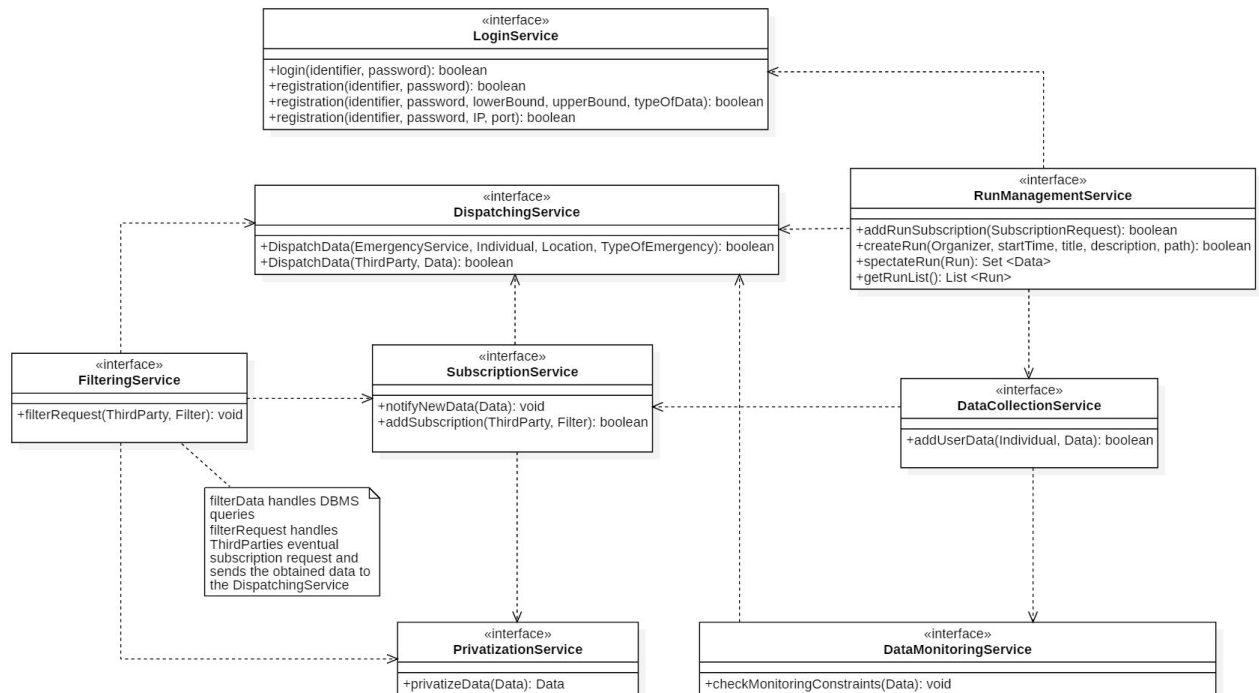 «interface»
LoginService
+login(identifier, password): boolean
+registration(identifier, password): boolean
+registration(identifier, password, lowerBound, upperBound, typeOfData): boolean
+registration(identifier, password, IP, port): boolean
«interface»
RunManagementService
+addRunSubscription(SubscriptionRequest): boolean
+createRun(Organizer, startTime, title, description, path): boolean
+spectateRun(Run): Set <Data>
+getRunList(): List <Run>
«interface»
DispatchingService
+DispatchData(EmergencyService, Individual, Location, TypeOfEmergency): boolean
+DispatchData(ThirdParty, Data): boolean
«interface»
FilteringService
+filterRequest(ThirdParty, Filter): void
«interface»
SubscriptionService
+notifyNewData(Data): void
+addSubscription(ThirdParty, Filter): boolean
«interface»
DataCollectionService
+addUserData(Individual, Data): boolean
filterData handles DBMS
queries
filterRequest handles
ThirdParties eventual
subscription request and
sends the obtained data to
the DispatchingService
«interface»
PrivatizationService
+privatizeData(Data): Data
«interface»
DataMonitoringService
+checkMonitoringConstraints(Data): void